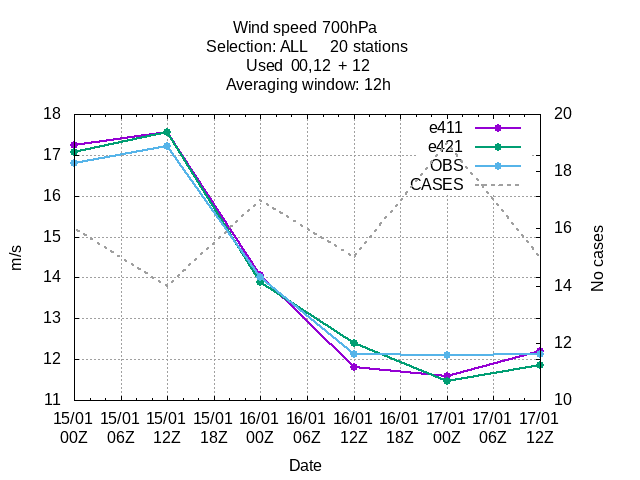 Wind speed 700hPa
Selection: ALL     20 stations
Used  00,12  + 12
Averaging window: 12h
18
17
16
15
14
13
12
11
m/s
20
18
16
14
12
10
No cases
e411
e421
OBS
CASES
15/01 15/01 15/01 15/01 16/01 16/01 16/01 16/01 17/01 17/01 17/01
00Z 06Z 12Z 18Z 00Z 06Z 12Z 18Z 00Z 06Z 12Z
Date